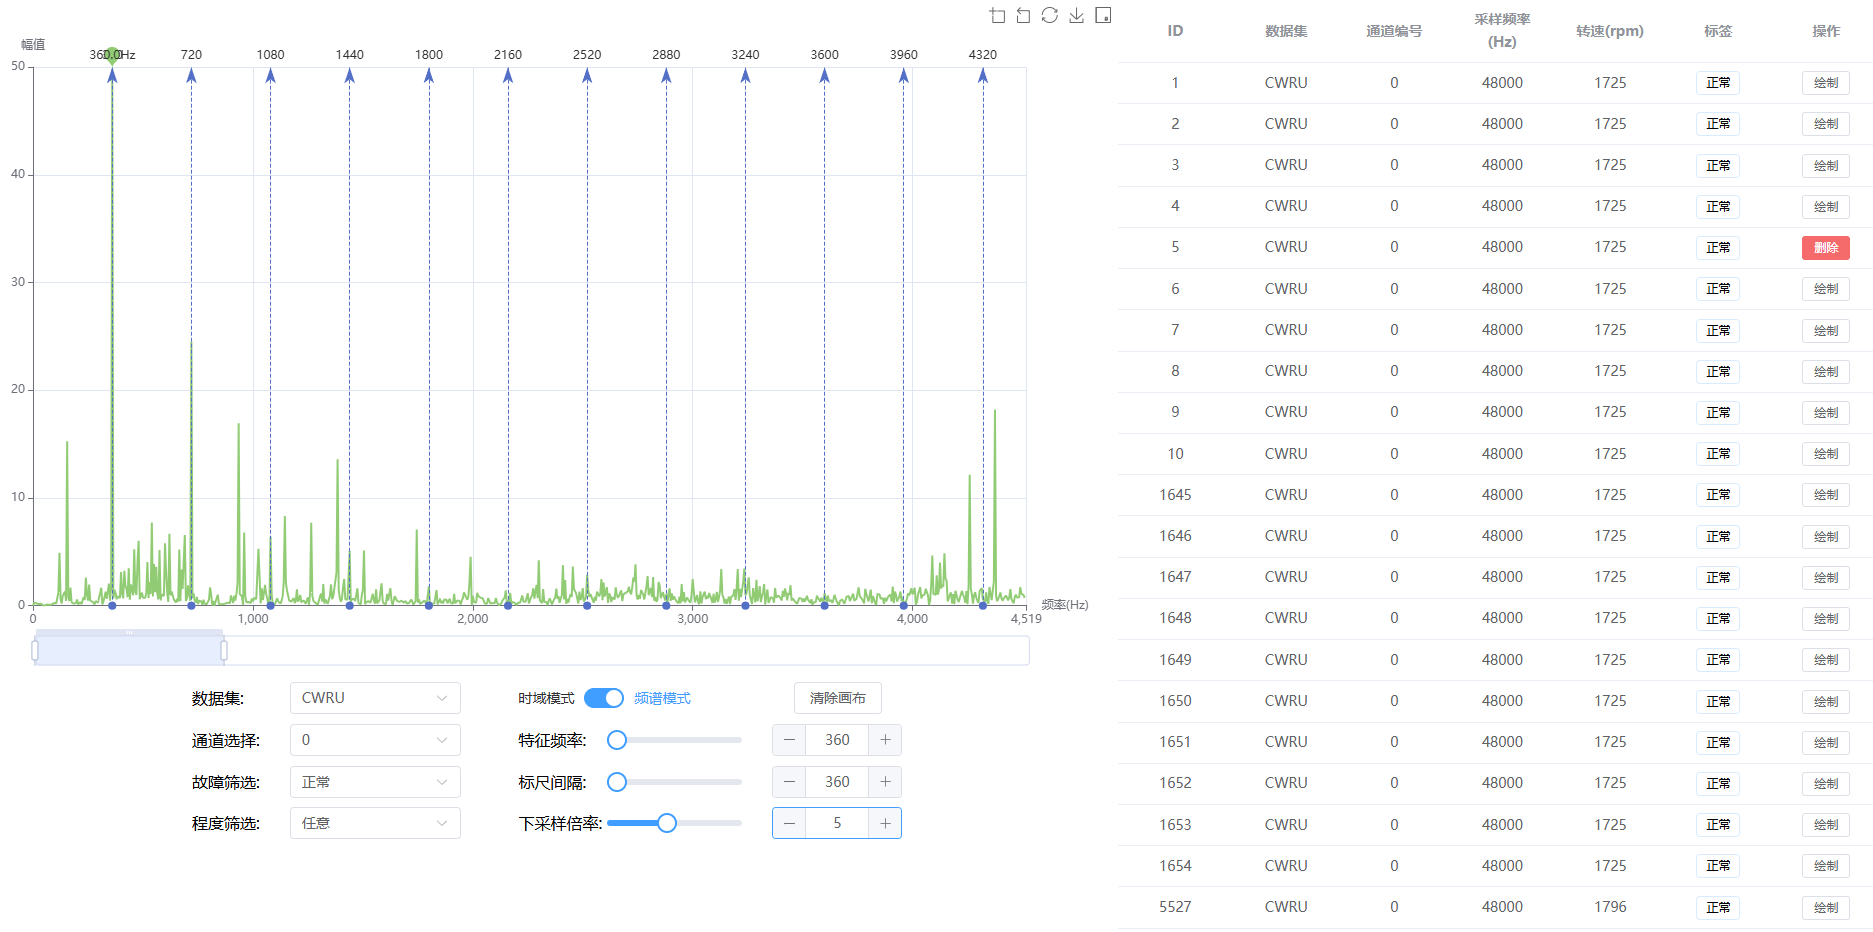 幅值
360.0Hz 720 1080 1440 1800 2160 2520 2880 3240 3600 3960 4320
50
40
30
20
10
0
频率(Hz)
0 1,000 2,000 3,000 4,000 4,519
数据集: CWRU 时域模式 频谱模式 清除画布
通道选择: 0 特征频率: 360
故障筛选: 正常 标尺间隔: 360
程度筛选: 任意 下采样倍率: 5
ID 数据集 通道编号 采样频率(Hz) 转速(rpm) 标签 操作
1 CWRU 0 48000 1725 正常 绘制
2 CWRU 0 48000 1725 正常 绘制
3 CWRU 0 48000 1725 正常 绘制
4 CWRU 0 48000 1725 正常 绘制
5 CWRU 0 48000 1725 正常 删除
6 CWRU 0 48000 1725 正常 绘制
7 CWRU 0 48000 1725 正常 绘制
8 CWRU 0 48000 1725 正常 绘制
9 CWRU 0 48000 1725 正常 绘制
10 CWRU 0 48000 1725 正常 绘制
1645 CWRU 0 48000 1725 正常 绘制
1646 CWRU 0 48000 1725 正常 绘制
1647 CWRU 0 48000 1725 正常 绘制
1648 CWRU 0 48000 1725 正常 绘制
1649 CWRU 0 48000 1725 正常 绘制
1650 CWRU 0 48000 1725 正常 绘制
1651 CWRU 0 48000 1725 正常 绘制
1652 CWRU 0 48000 1725 正常 绘制
1653 CWRU 0 48000 1725 正常 绘制
1654 CWRU 0 48000 1725 正常 绘制
5527 CWRU 0 48000 1796 正常 绘制